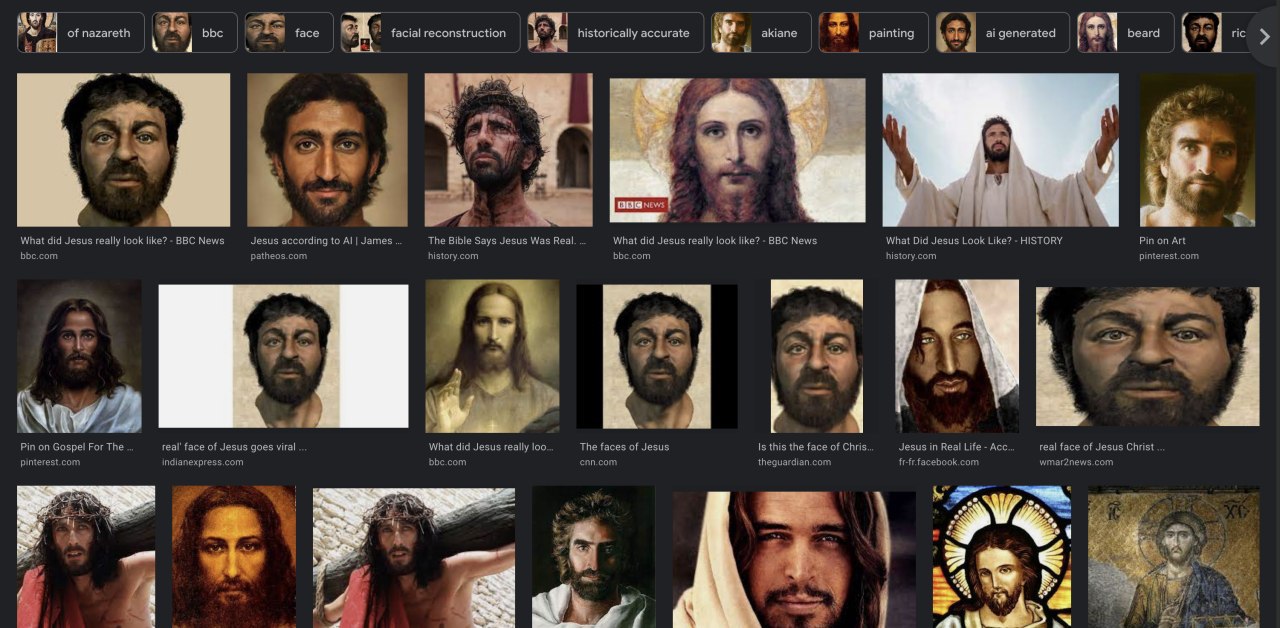 of nazareth
bbc
face
facial reconstruction
historically accurate
akiane
painting
ai generated
beard
ric
BBC NEWS
What did Jesus really look like? - BBC News
bbc.com
Jesus according to AI | James ...
patheos.com
The Bible Says Jesus Was Real. ...
history.com
What did Jesus really look like? - BBC News
bbc.com
What Did Jesus Look Like? - HISTORY
history.com
Pin on Art
pinterest.com
Pin on Gospel For The ...
pinterest.com
real' face of Jesus goes viral ...
indianexpress.com
What did Jesus really loo...
bbc.com
The faces of Jesus
cnn.com
Is this the face of Chris...
theguardian.com
Jesus in Real Life - Acc...
fr-fr.facebook.com
real face of Jesus Christ ...
wmar2news.com